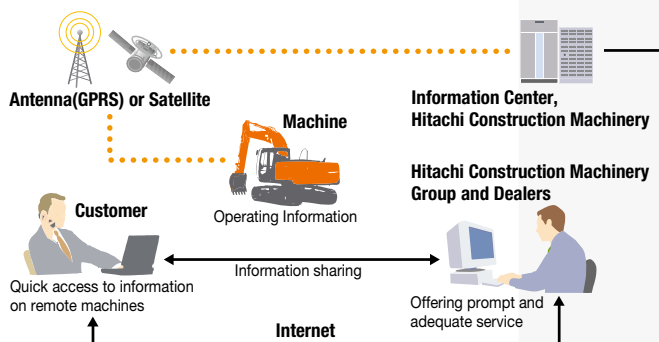 Antenna(GPRS) or Satellite
Information Center,
Hitachi Construction Machinery
Machine
Operating Information
Hitachi Construction Machinery
Group and Dealers
Customer
Information sharing
Quick access to information
on remote machines
Offering prompt and
adequate service
Internet